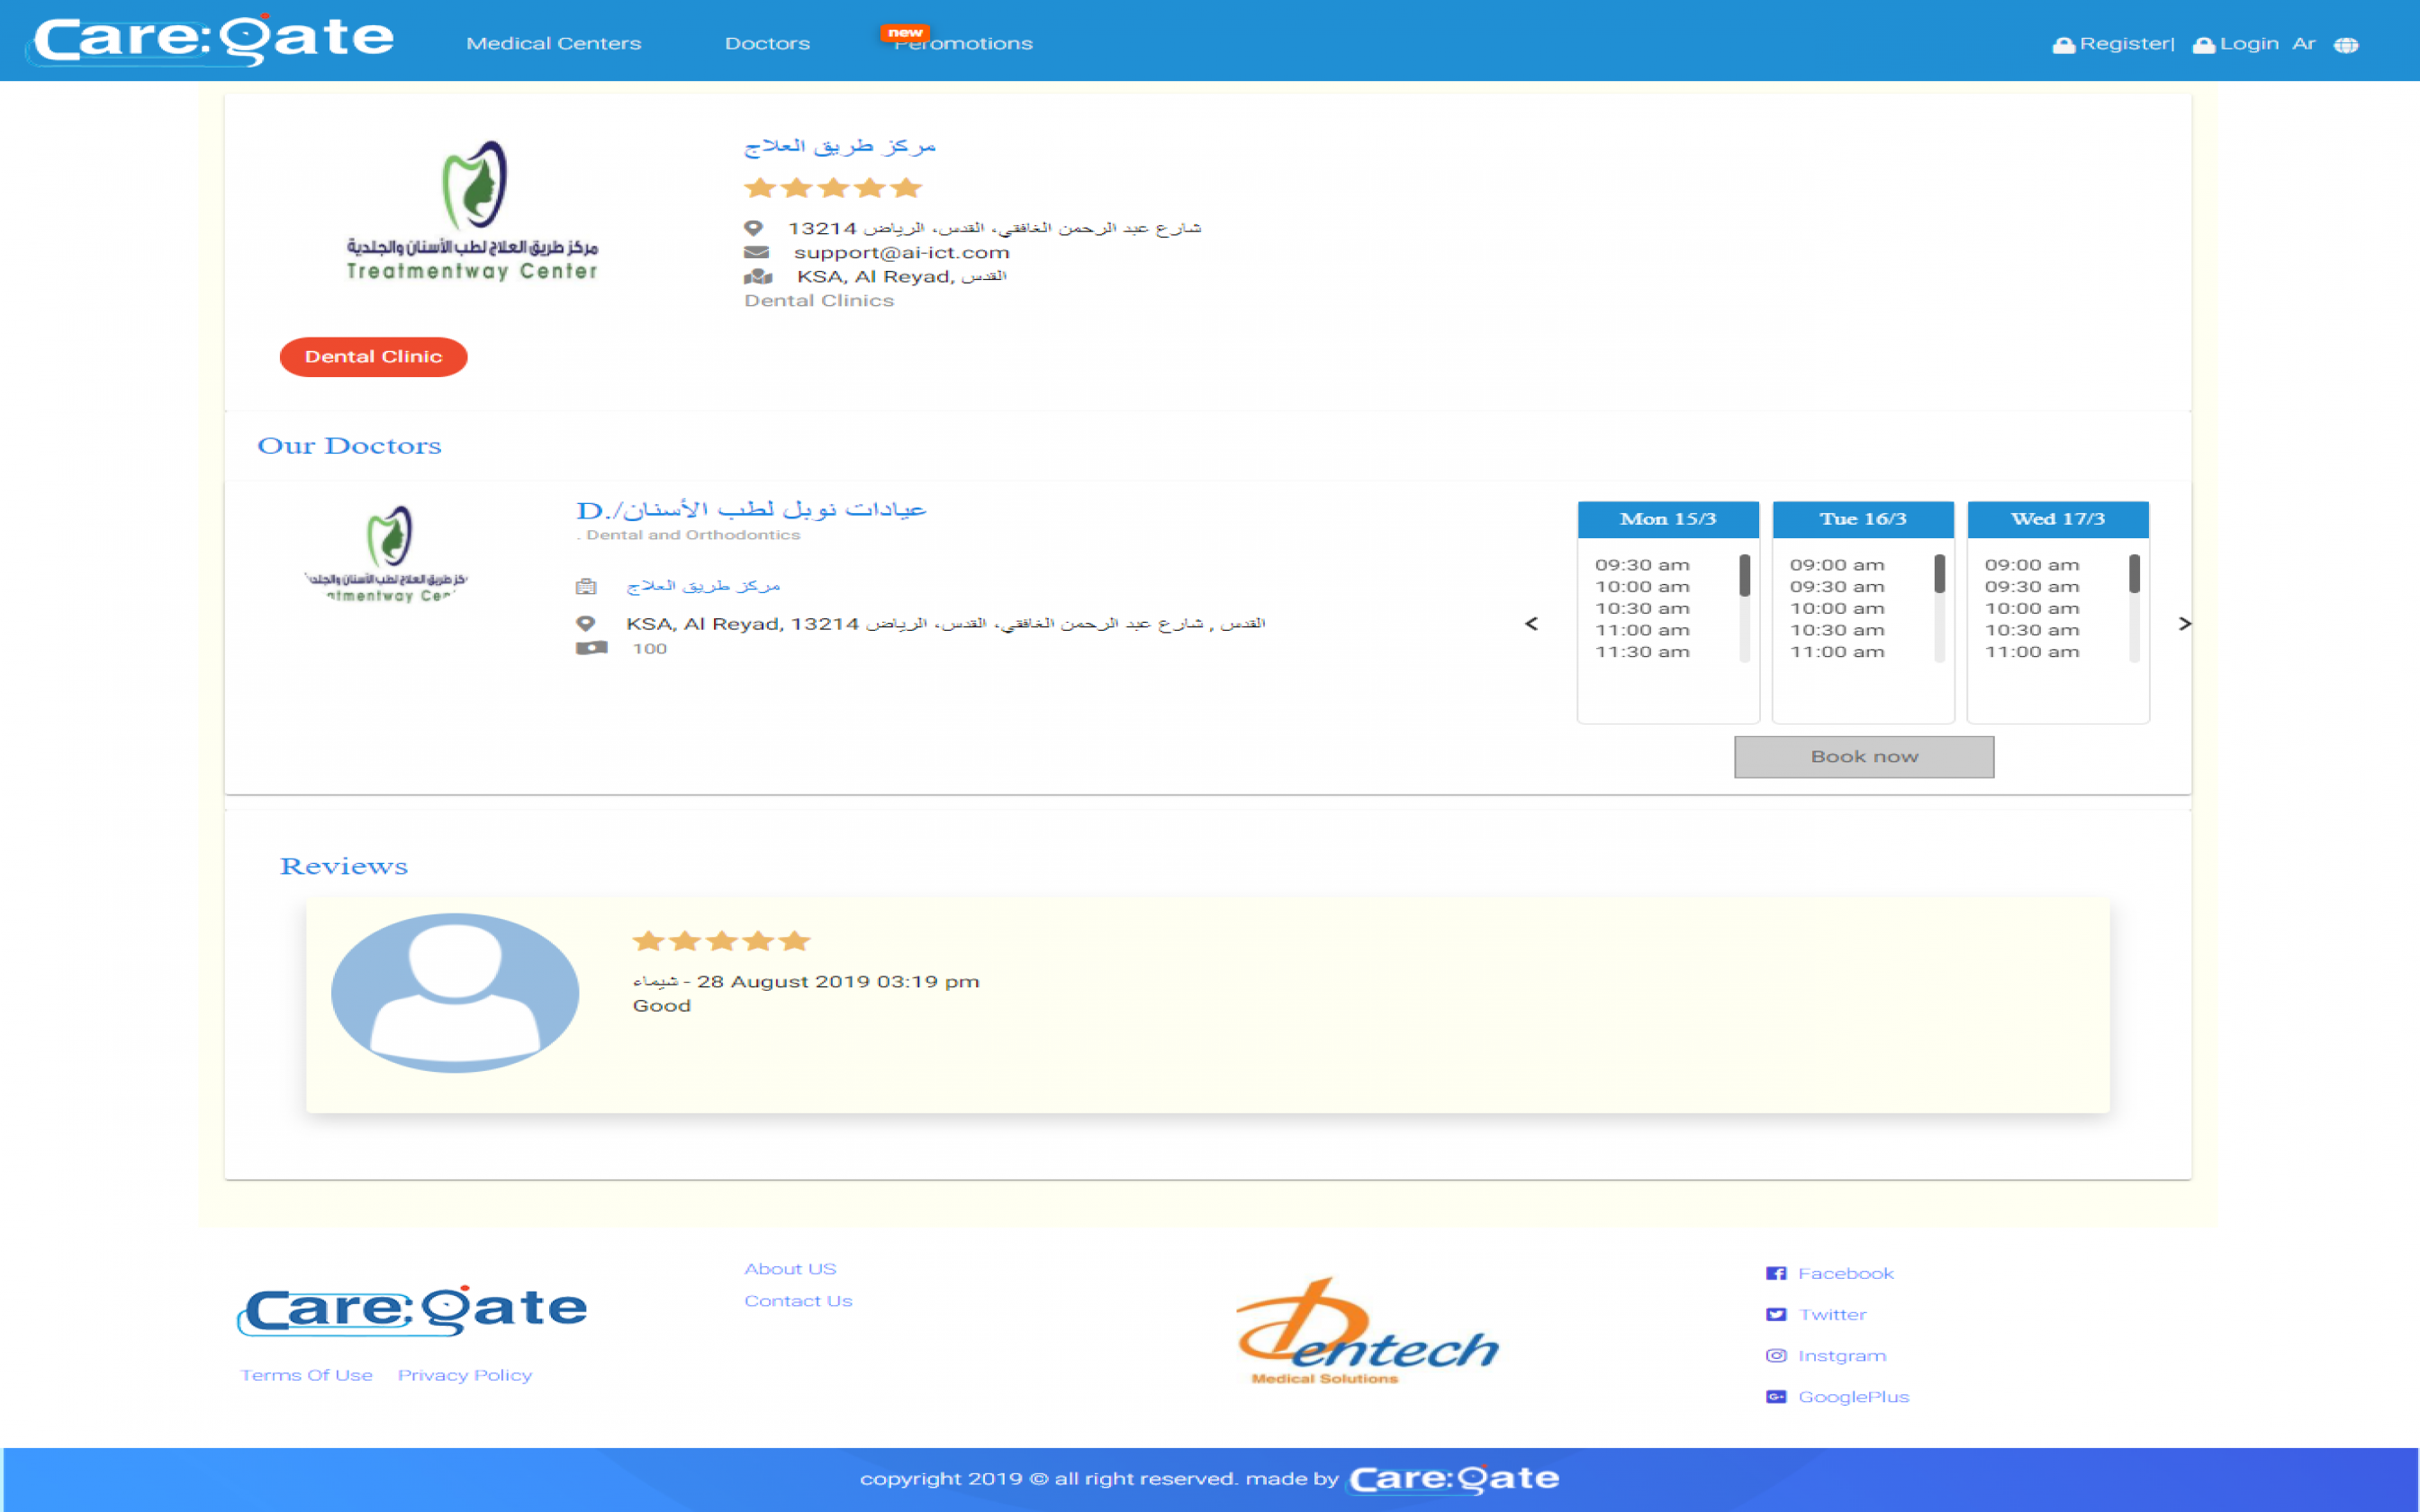 Care:gate
Medical Centers
Doctors
new
Peromotions
Register|
Login
Ar
مركز طريق العلاج لطب الأسنان والجلدية
Treatmentway Center
مركز طريق العلاج
شارع عبد الرحمن الغافقي، القدس، الرياض 13214
support@ai-ict.com
KSA, Al Reyad, القدس
Dental Clinics
Dental Clinic
Our Doctors
D./عيادات نوبل لطب الأسنان
. Dental and Orthodontics
مركز طريق العلاج
KSA, Al Reyad, القدس , شارع عبد الرحمن الغافقي، القدس، الرياض 13214
100
<
Mon 15/3
09:30 am
10:00 am
10:30 am
11:00 am
11:30 am
Tue 16/3
09:00 am
09:30 am
10:00 am
10:30 am
11:00 am
Wed 17/3
09:00 am
09:30 am
10:00 am
10:30 am
11:00 am
>
Book now
Reviews
شيماء - 28 August 2019 03:19 pm
Good
Care:gate
Terms Of Use
Privacy Policy
About US
Contact Us
Dentech
Medical Solutions
Facebook
Twitter
Instgram
GooglePlus
copyright 2019 © all right reserved. made by Care:gate